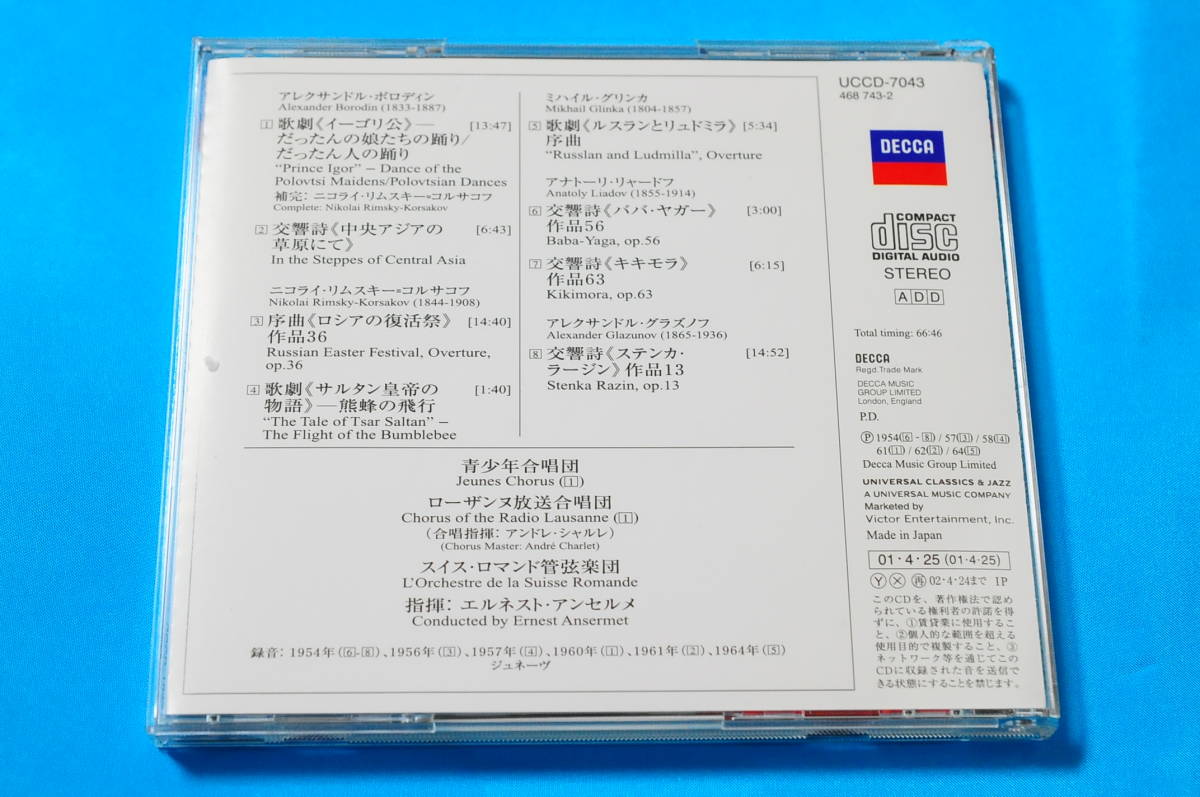 アレクサンドル・ボロディン
Alexander Borodin (1833-1887)
1 歌劇《イーゴリ公》— [13:47]
だったんの娘たちの踊り/
だったん人の踊り
“Prince Igor” – Dance of the
Polovtsi Maidens/Polovtsian Dances
補完: ニコライ・リムスキー=コルサコフ
Complete: Nikolai Rimsky-Korsakov
2 交響詩《中央アジアの [6:43]
草原にて》
In the Steppes of Central Asia
ニコライ・リムスキー=コルサコフ
Nikolai Rimsky-Korsakov (1844-1908)
3 序曲《ロシアの復活祭》 [14:40]
作品36
Russian Easter Festival, Overture,
op.36
4 歌劇《サルタン皇帝の [1:40]
物語》—熊蜂の飛行
“The Tale of Tsar Saltan” –
The Flight of the Bumblebee
ミハイル・グリンカ
Mikhail Glinka (1804-1857)
5 歌劇《ルスランとリュドミラ》 [5:34]
序曲
“Russlan and Ludmilla”, Overture
アナトーリ・リャードフ
Anatoly Liadov (1855-1914)
6 交響詩《ババ・ヤガー》 [3:00]
作品56
Baba-Yaga, op.56
7 交響詩《キキモラ》 [6:15]
作品63
Kikimora, op.63
アレクサンドル・グラズノフ
Alexander Glazunov (1865-1936)
8 交響詩《ステンカ・ [14:52]
ラージン》作品13
Stenka Razin, op.13
青少年合唱団
Jeunes Chorus (1)
ローザンヌ放送合唱団
Chorus of the Radio Lausanne (1)
(合唱指揮: アンドレ・シャルレ)
(Chorus Master: André Charlet)
スイス・ロマンド管弦楽団
L'Orchestre de la Suisse Romande
指揮: エルネスト・アンセルメ
Conducted by Ernest Ansermet
録音: 1954年(6-8)、1956年(3)、1957年(4)、1960年(1)、1961年(2)、1964年(5)
ジュネーヴ
UCCD-7043
468 743-2
DECCA
COMPACT
disc
DIGITAL AUDIO
STEREO
ADD
Total timing: 66:46
DECCA
Regd. Trade Mark
DECCA MUSIC
GROUP LIMITED
London, England
P.D.
Ⓟ 1954(6-8) / 57(3) / 58(4)
61(1) / 62(2) / 64(5)
Decca Music Group Limited
UNIVERSAL CLASSICS & JAZZ
A UNIVERSAL MUSIC COMPANY
Marketed by
Victor Entertainment, Inc.
Made in Japan
01・4・25 (01・4・25)
Ⓨ Ⓧ 再 02・4・24まで IP
このCDを、著作権法で認め
られている権利者の許諾を得
ずに、①賃貸業に使用するこ
と、②個人的な範囲を超える
使用目的で複製すること、③
ネットワーク等を通じてこの
CDに収録された音を送信で
きる状態にすることを禁じます。